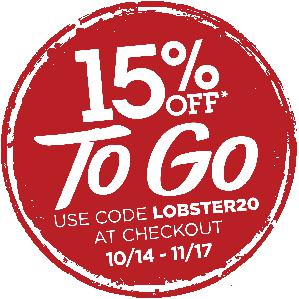 15%
OFF*
To Go
USE CODE LOBSTER20
AT CHECKOUT
10/14 - 11/17